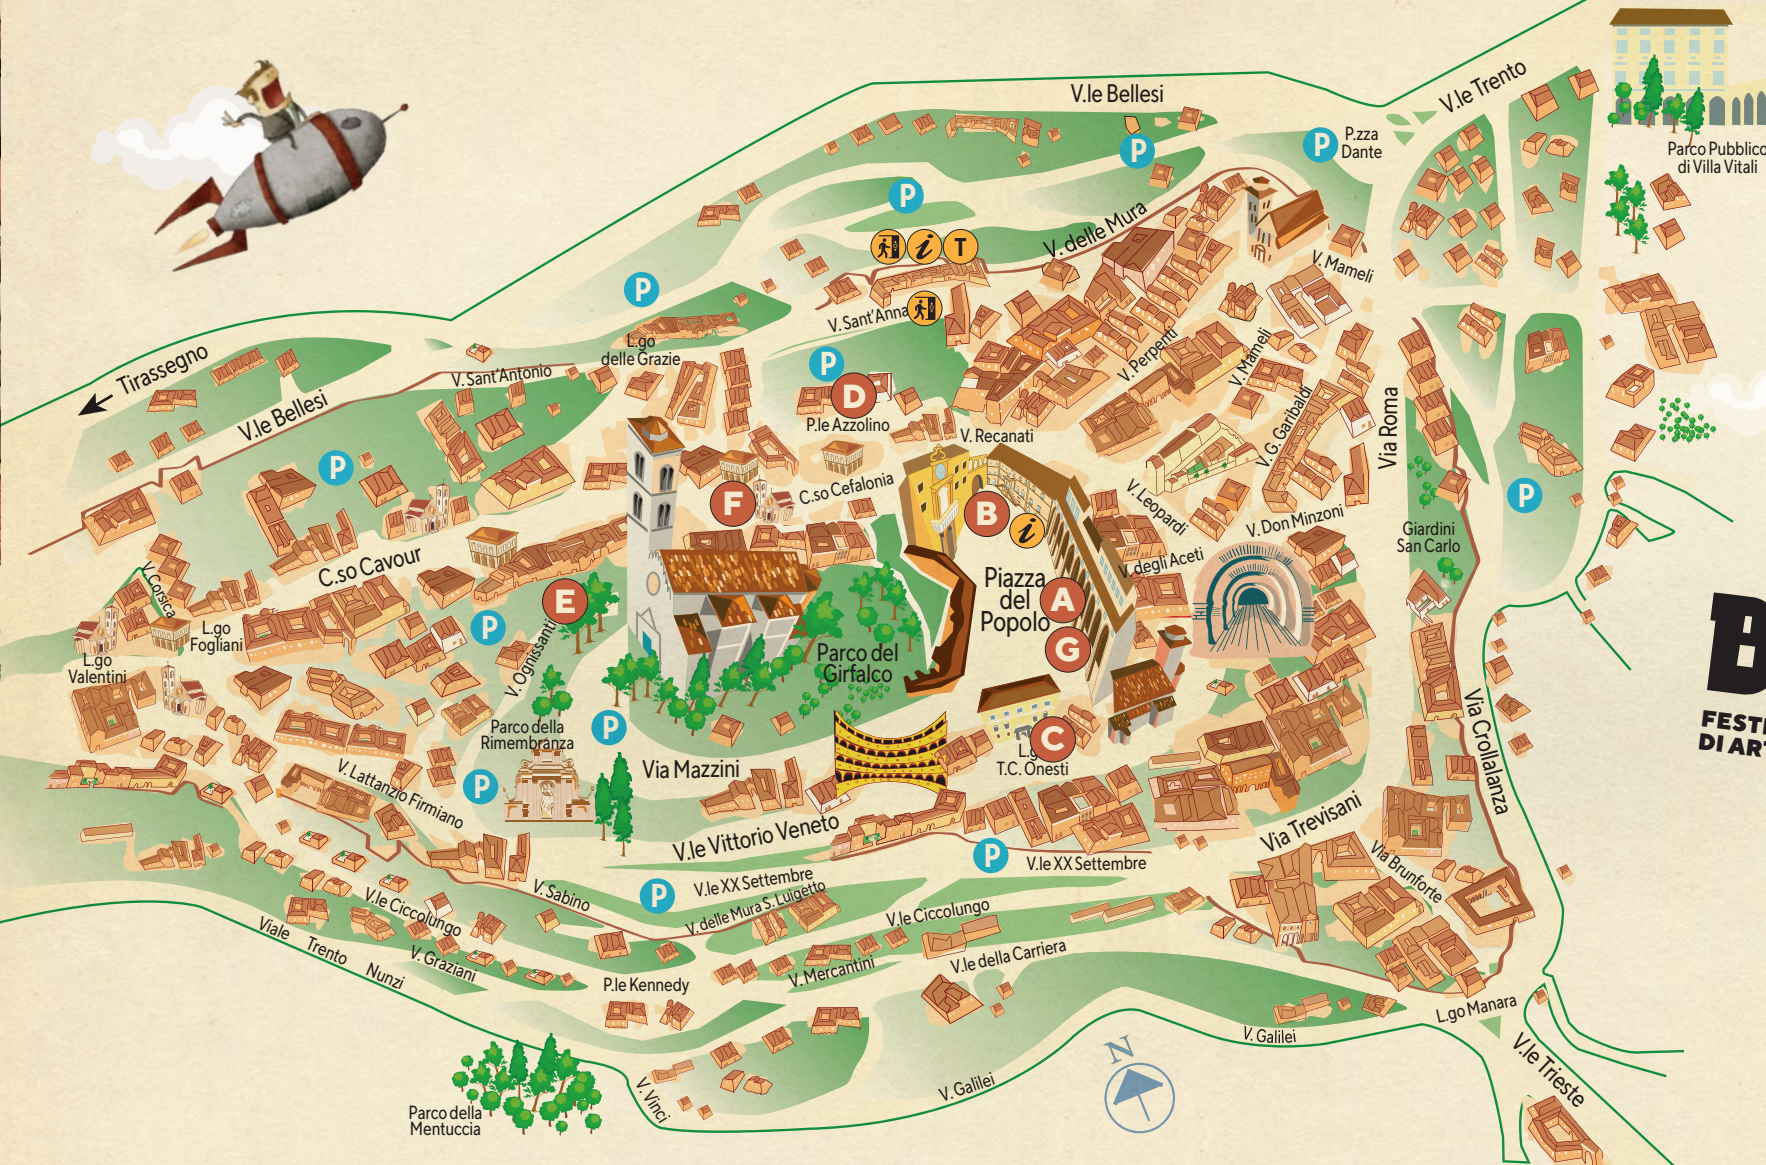 V.le Bellesi
V.le Trento
P
P
P.zza
Dante
Parco Pubblico
di Villa Vitali
P
V. delle Mura
i
T
V. Mameli
P
V. Sant'Anna
L.go
delle Grazie
Tirassegno
V. Sant'Antonio
P
D
P.le Azzolino
V. Perpenti
V. Mameli
V.le Bellesi
V. Recanati
V. G. Garibaldi
Via Roma
P
F
C.so Cefalonia
B
i
V. Leopardi
V. Don Minzoni
P
Giardini
San Carlo
C.so Cavour
V. degli Aceti
V. Corsica
E
Piazza
del
Popolo
A
G
L.go
Fogliani
P
V. Ognissanti
L.go
Valentini
Parco del
Girfalco
Parco della
Rimembranza
P
C
L.g
T.C. Onesti
Via Crollalanza
FESTI
DI AR
V. Lattanzio Firmiano
P
Via Mazzini
V.le Vittorio Veneto
Via Trevisani
P
V.le XX Settembre
Via Brunforte
V. Sabino
P
V.le XX Settembre
V. delle Mura S. Luigetto
V.le Ciccolungo
V.le Ciccolungo
Viale Trento Nunzi
V. Graziani
P.le Kennedy
V. Mercantini
V.le della Carriera
L.go Manara
V. Galilei
N
V.le Trieste
V. Vinci
V. Galilei
Parco della
Mentuccia